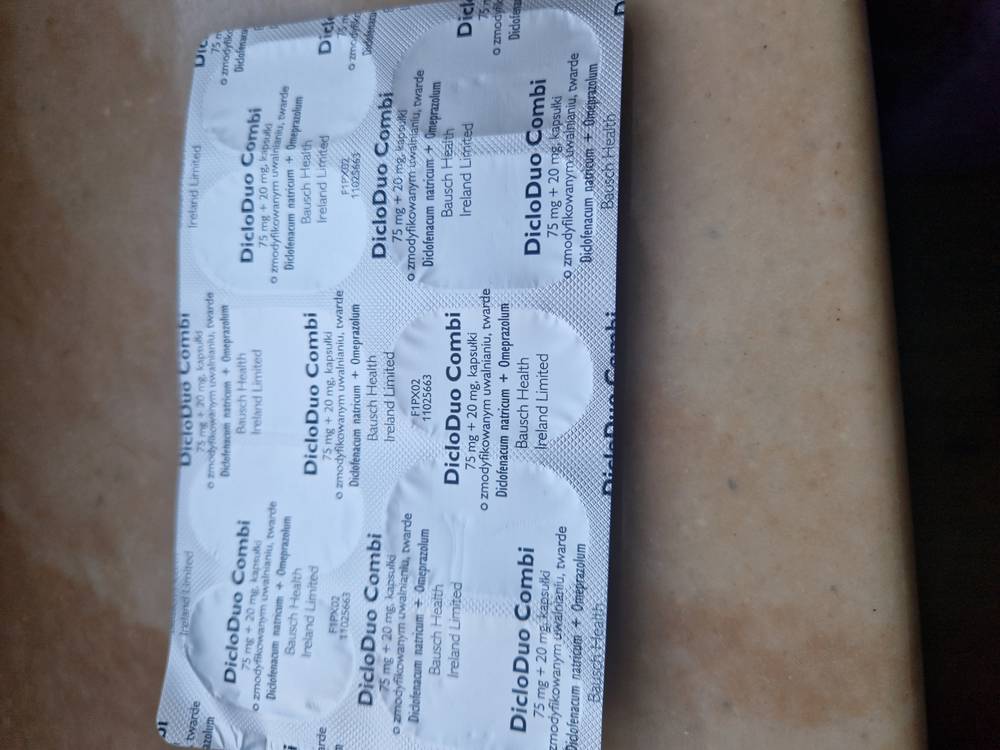 Ireland Limited
DicloDuo Combi
75 mg + 20 mg, kapsułki
o zmodyfikowanym uwalnianiu, twarde
Diclofenacum natricum + Omeprazolum
Bausch Health
Ireland Limited
F1PX02
11025663
DicloDuo Combi
75 mg + 20 mg, kapsułki
o zmodyfikowanym uwalnianiu, twarde
Diclofenacum natricum + Omeprazolum
Bausch Health
Ireland Limited
DicloDuo Combi
75 mg + 20 mg, kapsułki
o zmodyfikowanym uwalnianiu, twarde
Diclofenacum natricum + Omeprazolum
Bausch Health
DicloDuo Combi
75 mg + 20 mg, kapsułki
o zmodyfikowanym uwalnianiu, twarde
Diclofenacum natricum + Omeprazolum
Bausch Health
Ireland Limited
DicloDuo Combi
75 mg + 20 mg, kapsułki
o zmodyfikowanym uwalnianiu, twarde
Diclofenacum natricum + Omeprazolum
Bausch Health
Ireland Limited
F1PX02
11025663
DicloDuo Combi
75 mg + 20 mg, kapsułki
o zmodyfikowanym uwalnianiu, twarde
Diclofenacum natricum + Omeprazolum
Bausch Health
Ireland Limited
DicloDuo Combi
Ireland Limited
DicloDuo Combi
75 mg + 20 mg, kapsułki
o zmodyfikowanym uwalnianiu, twarde
Diclofenacum natricum + Omeprazolum
Bausch Health
Ireland Limited
F1PX02
11025663
DicloDuo Combi
75 mg + 20 mg, kapsułki
o zmodyfikowanym uwalnianiu, twarde
Diclofenacum natricum + Omeprazolum
Bausch Health
Ireland Limited
DicloDuo Combi
75 mg + 20 mg, kapsułki
zmodyfikowanym uwalnianiu, twarde
Diclofenacum natricum + Omeprazolum
Bausch Health
twarde